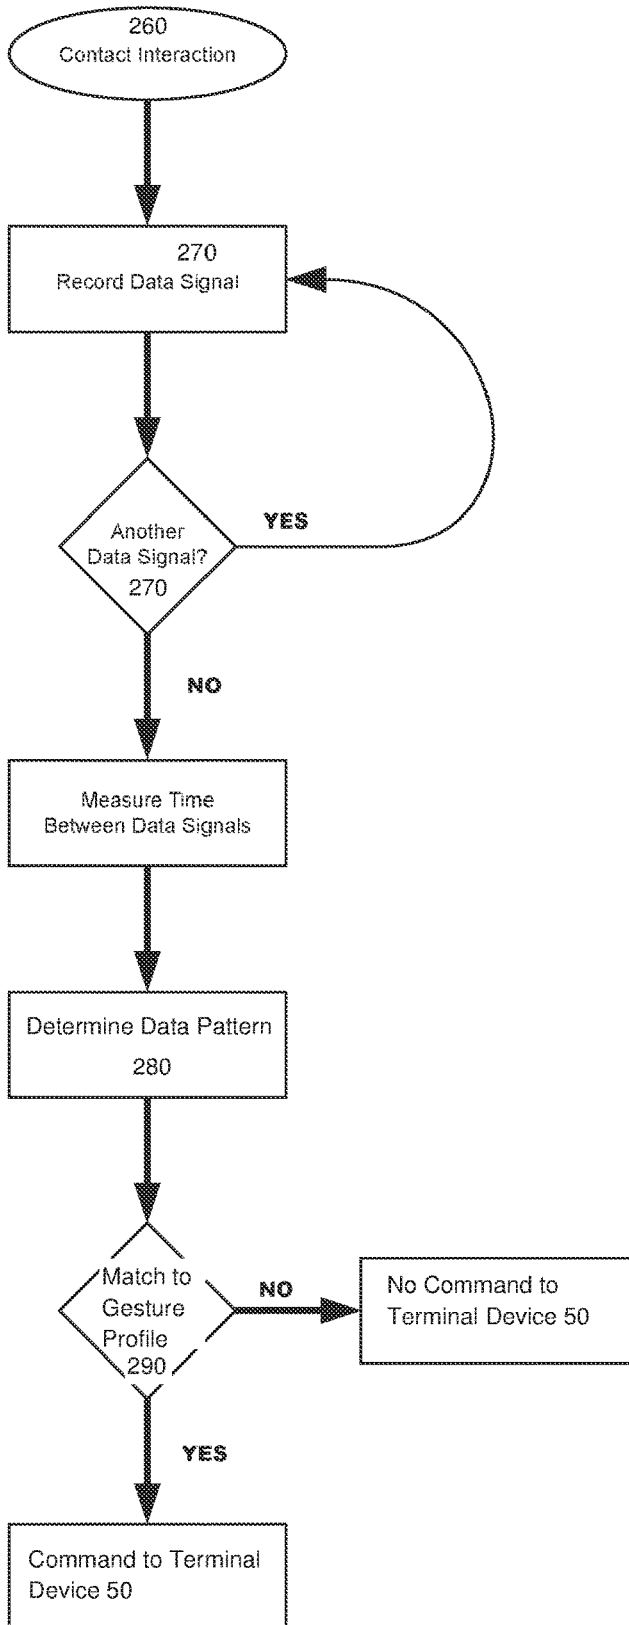 260
Contact Interaction
270
Record Data Signal
YES
Another
Data Signal?
270
NO
Measure Time
Between Data Signals
Determine Data Pattern
280
Match to
Gesture
Profile
290
NO
No Command to
Terminal Device 50
YES
Command to Terminal
Device 50